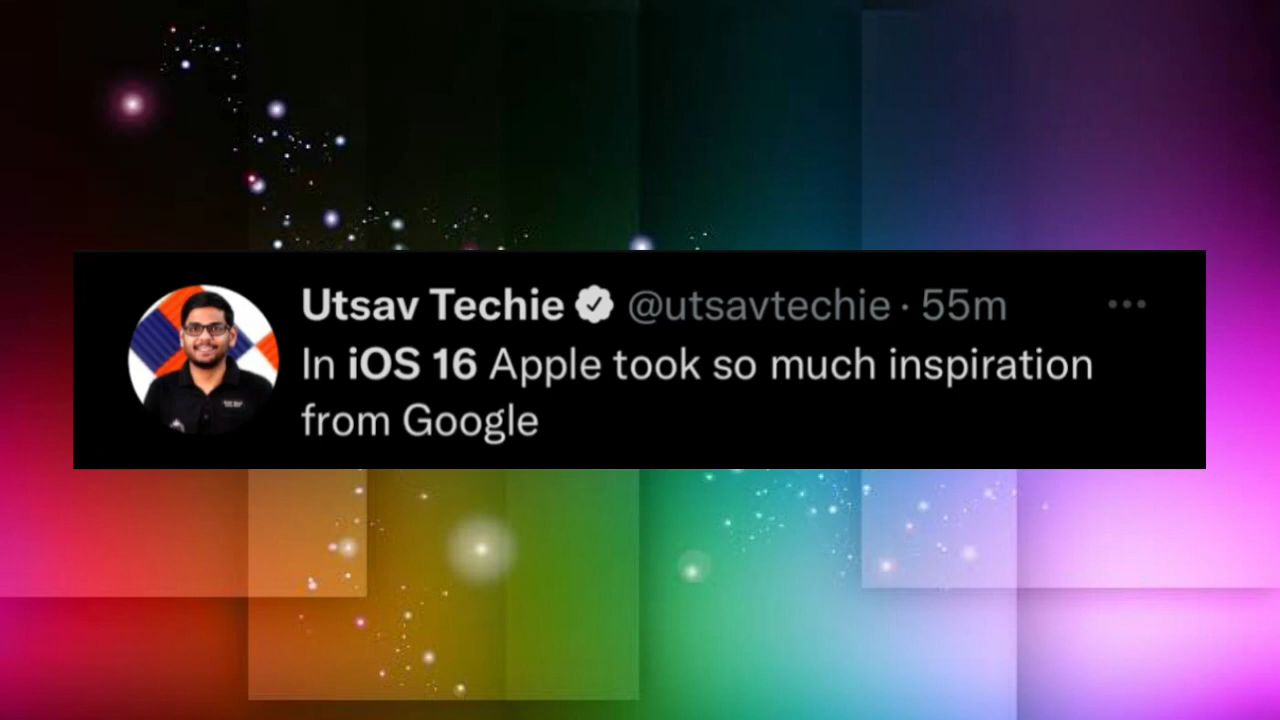 Utsav Techie @utsavtechie · 55m
In iOS 16 Apple took so much inspiration
from Google